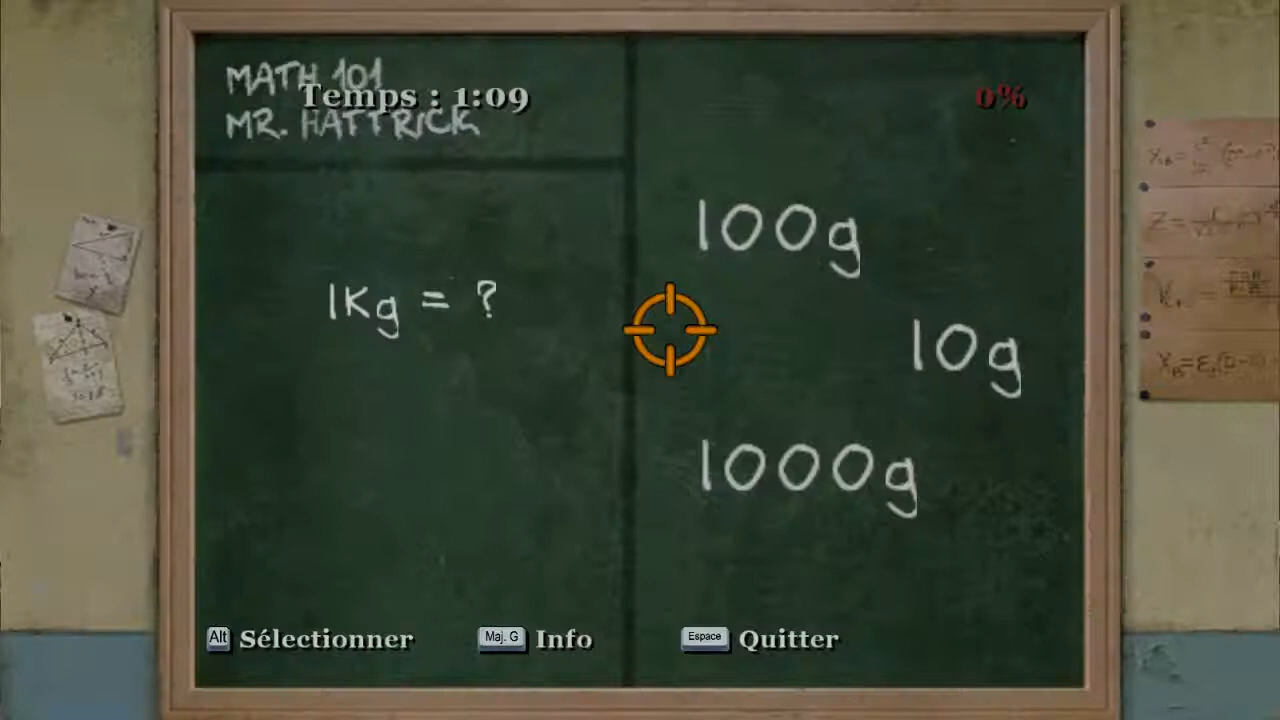 MATH 101
Temps : 1:09
0%
MR. HATTRICK
100g
1Kg = ?
10g
1000g
Alt Sélectionner
Maj. G Info
Espace Quitter